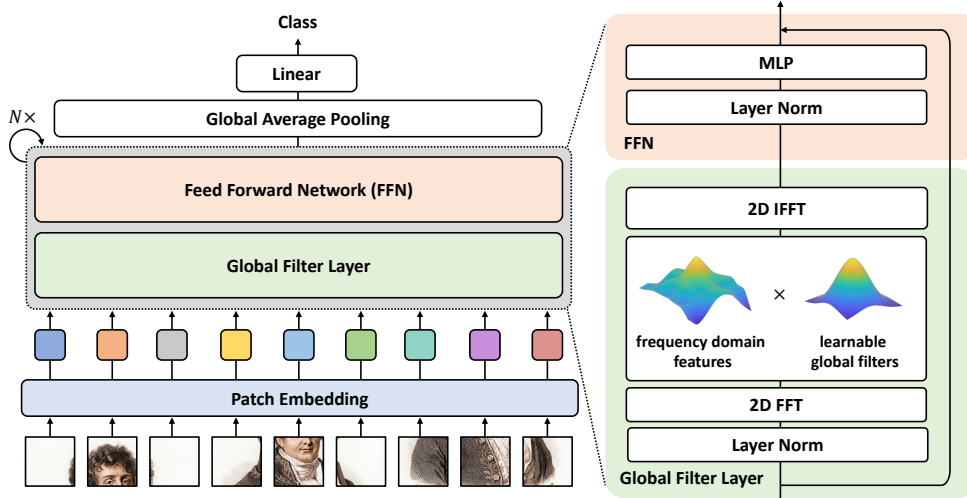 Class
Linear
Global Average Pooling
N×
Feed Forward Network (FFN)
Global Filter Layer
Patch Embedding
MLP
Layer Norm
FFN
2D IFFT
×
frequency domain
features
learnable
global filters
2D FFT
Layer Norm
Global Filter Layer